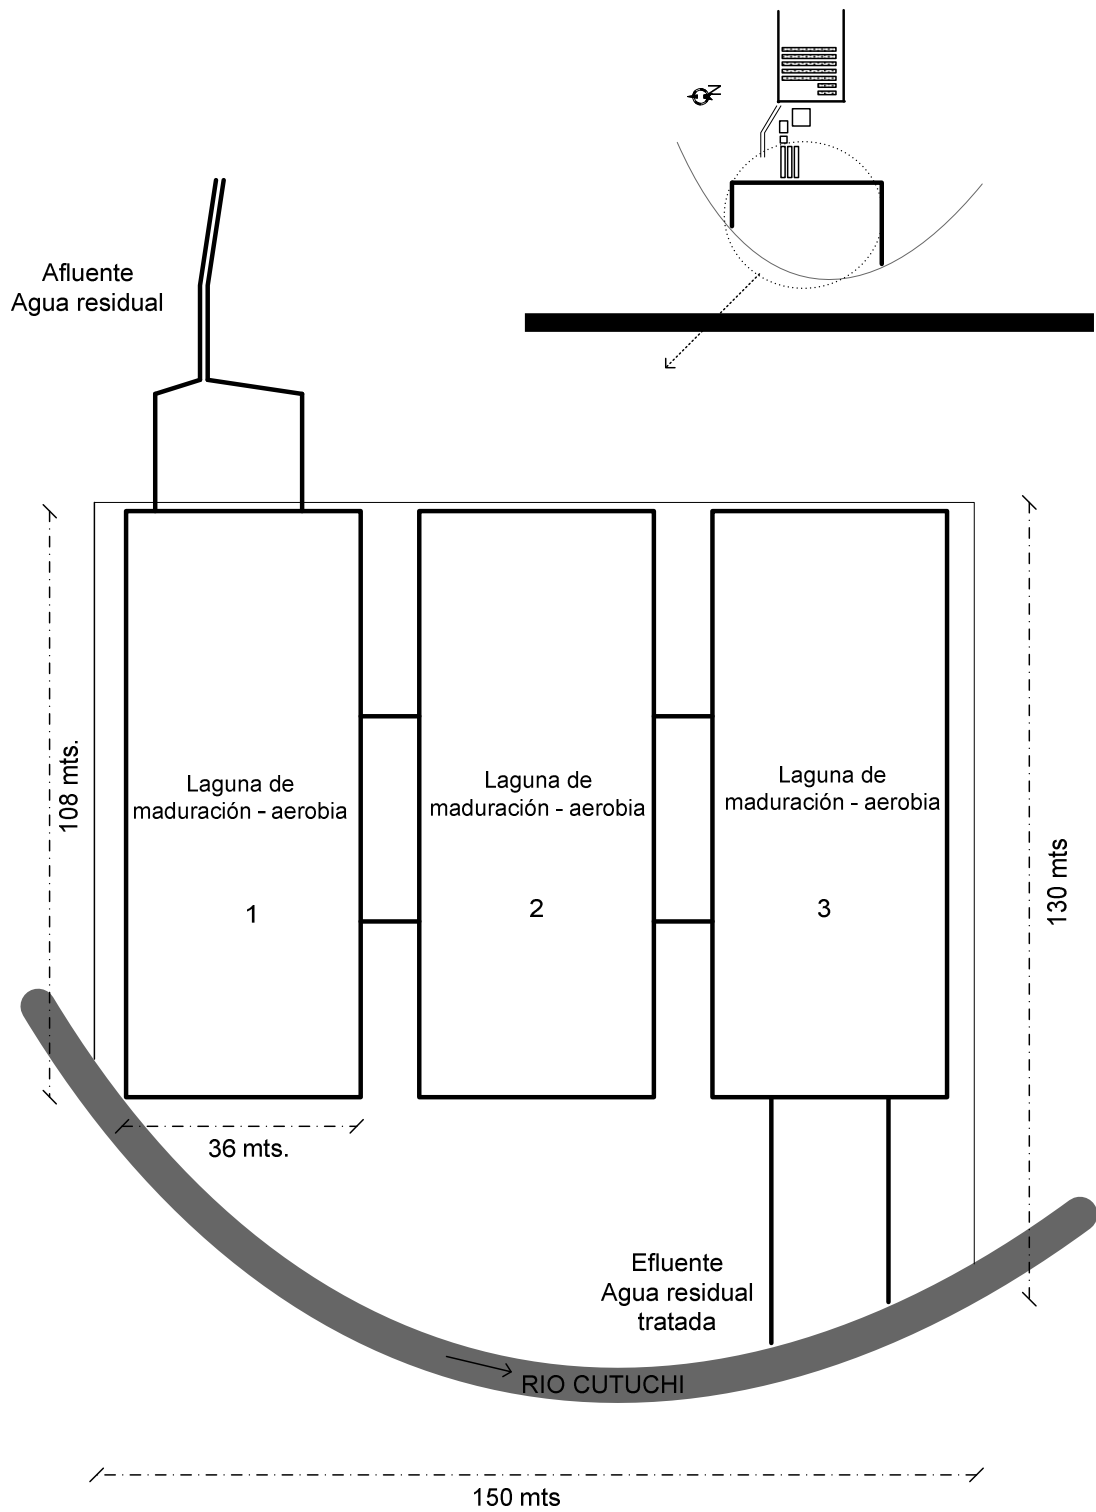 N
Afluente
Agua residual
108 mts.
Laguna de
maduración - aerobia
1
Laguna de
maduración - aerobia
2
Laguna de
maduración - aerobia
3
130 mts
36 mts.
Efluente
Agua residual
tratada
RIO CUTUCHI
150 mts